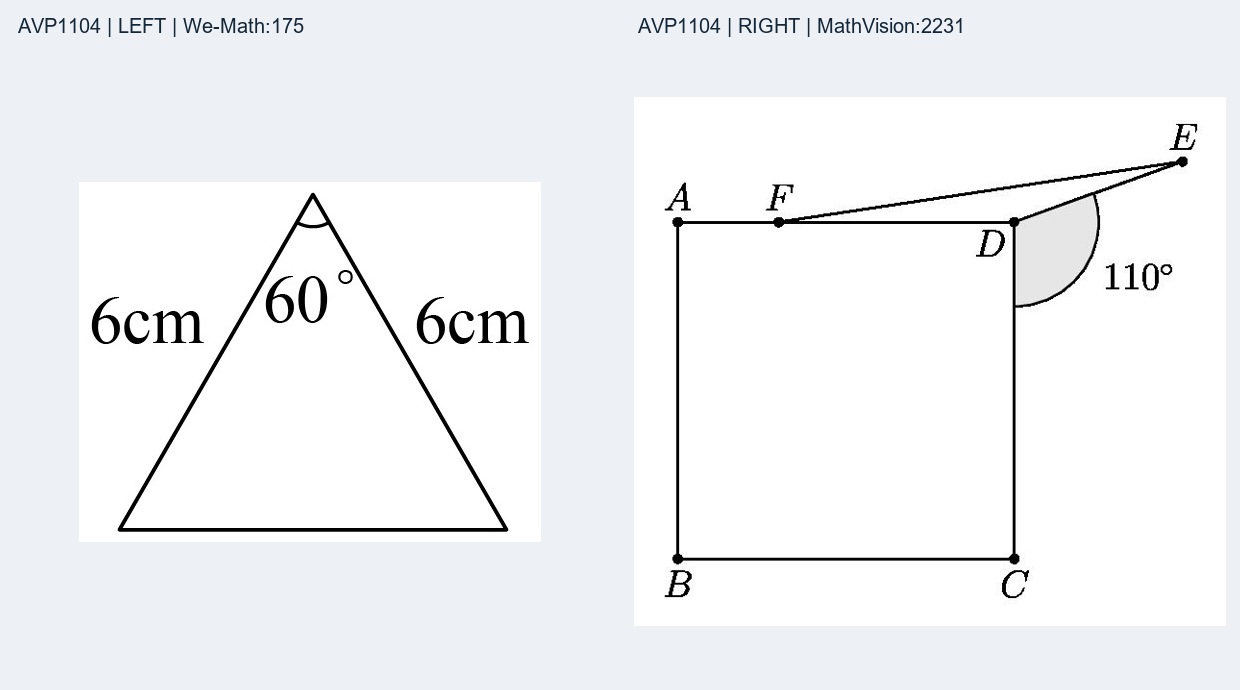 AVP1104 | LEFT | We-Math:175
60°
6cm
6cm
AVP1104 | RIGHT | MathVision:2231
E
A
F
D
110°
B
C